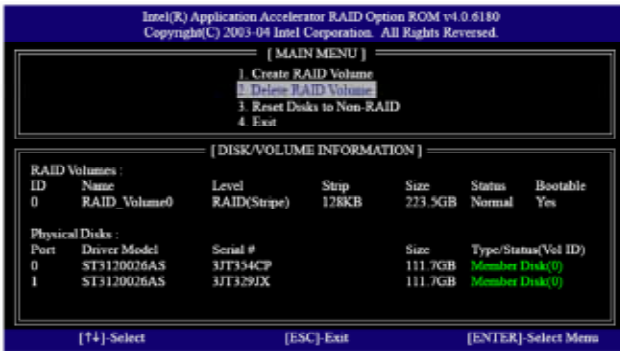 Intel(R) Application Accelerator RAID Option ROM v4.0.6180
Copyright(C) 2003-04 Intel Corporation. All Rights Reversed.
[ MAIN MENU ]
1. Create RAID Volume
2. Delete RAID Volume
3. Reset Disks to Non-RAID
4. Exit
[ DISK/VOLUME INFORMATION ]
RAID Volumes :
ID Name Level Strip Size Status Bootable
0 RAID_Volume0 RAID(Stripe) 128KB 223.5GB Normal Yes
Physical Disks :
Port Driver Model Serial # Size Type/Status(Vol ID)
0 ST3120026AS 3JT354CP 111.7GB Member Disk(0)
1 ST3120026AS 3JT329JX 111.7GB Member Disk(0)
[↑↓]-Select [ESC]-Exit [ENTER]-Select Menu